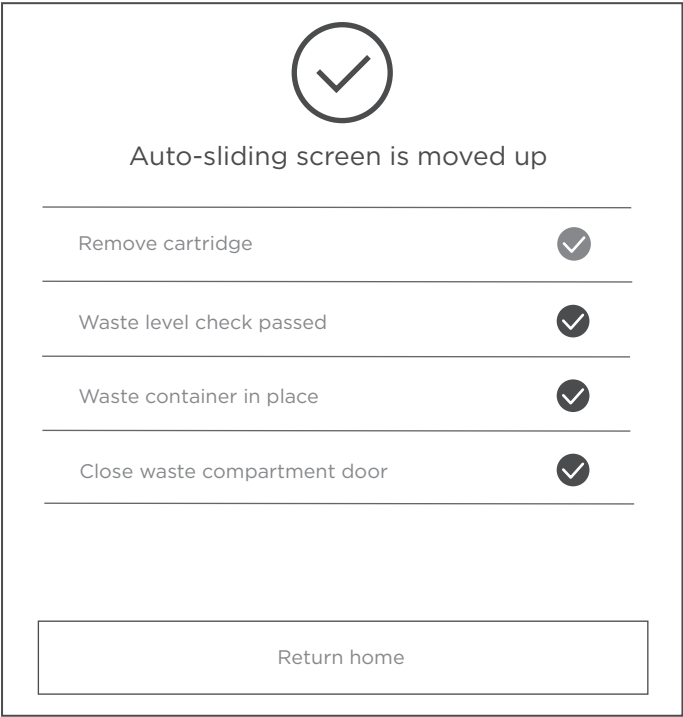 Auto-sliding screen is moved up
Remove cartridge
Waste level check passed
Waste container in place
Close waste compartment door
Return home